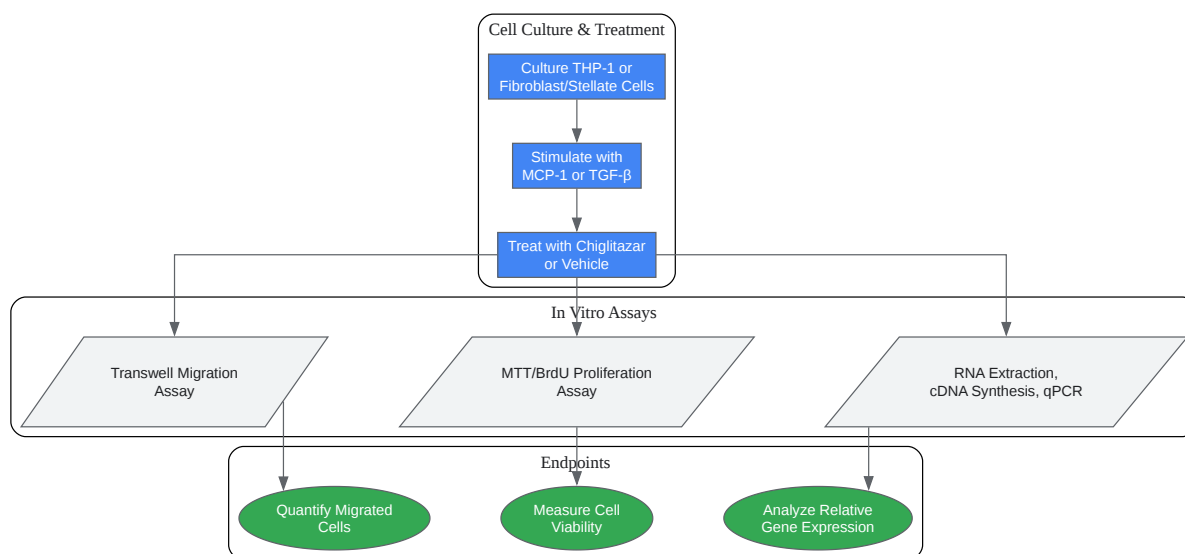 Cell Culture & Treatment
Culture THP-1 or
Fibroblast/Stellate Cells
Stimulate with
MCP-1 or TGF-β
Treat with Chiglitazar
or Vehicle
In Vitro Assays
Transwell Migration
Assay
MTT/BrdU Proliferation
Assay
RNA Extraction,
cDNA Synthesis, qPCR
Endpoints
Quantify Migrated
Cells
Measure Cell
Viability
Analyze Relative
Gene Expression